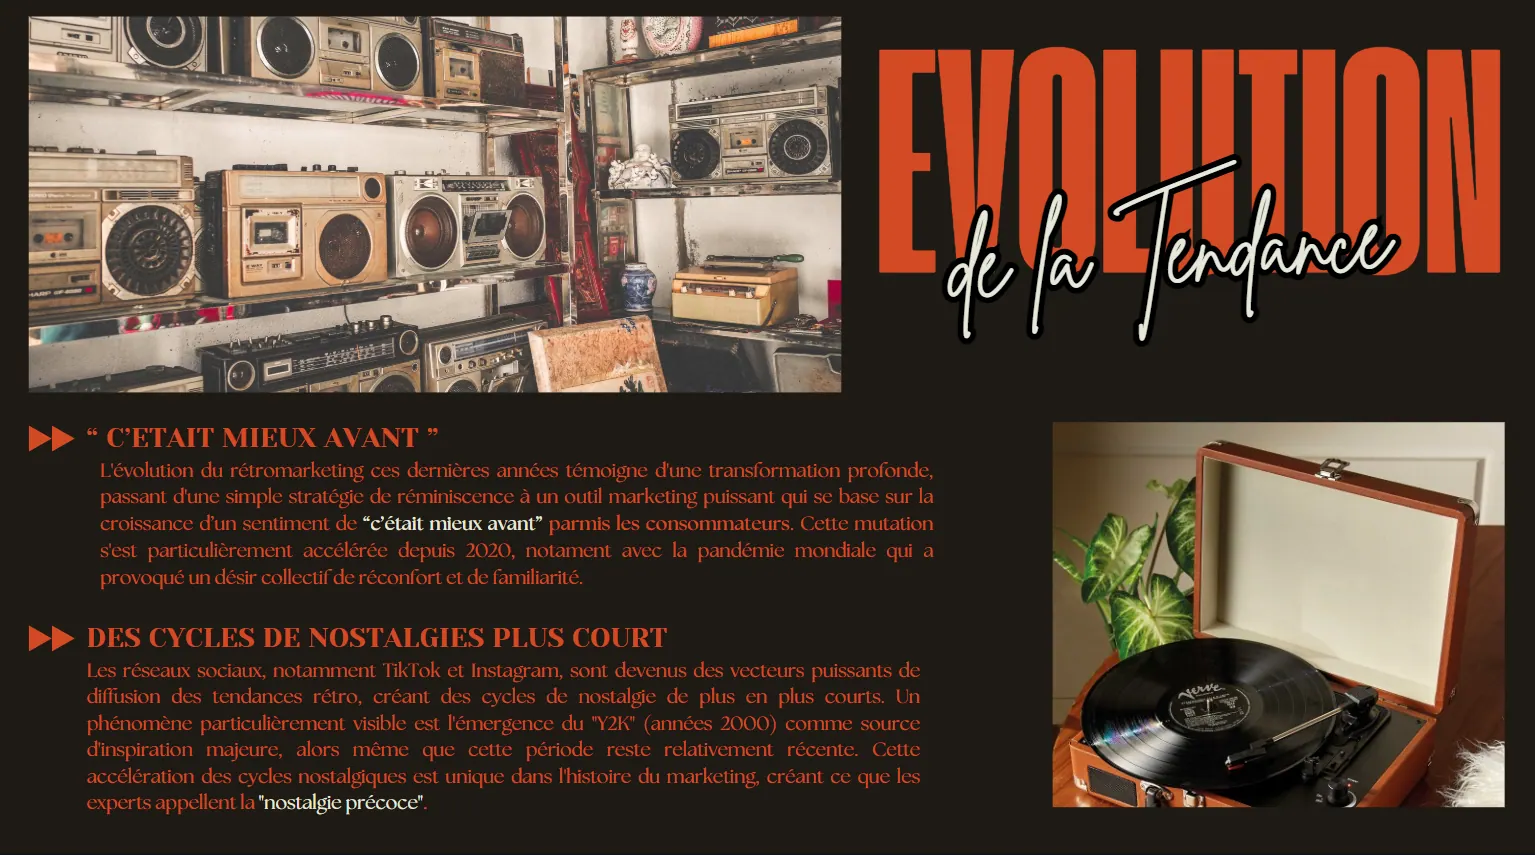 EVOLUTION
de la Tendance
“ C’ETAIT MIEUX AVANT ”
L'évolution du rétromarketing ces dernières années témoigne d'une transformation profonde,
passant d'une simple stratégie de réminiscence à un outil marketing puissant qui se base sur la
croissance d’un sentiment de “c’était mieux avant” parmis les consommateurs. Cette mutation
s'est particulièrement accélérée depuis 2020, notament avec la pandémie mondiale qui a
provoqué un désir collectif de réconfort et de familiarité.
DES CYCLES DE NOSTALGIES PLUS COURT
Les réseaux sociaux, notamment TikTok et Instagram, sont devenus des vecteurs puissants de
diffusion des tendances rétro, créant des cycles de nostalgie de plus en plus courts. Un
phénomène particulièrement visible est l'émergence du "Y2K" (années 2000) comme source
d'inspiration majeure, alors même que cette période reste relativement récente. Cette
accélération des cycles nostalgiques est unique dans l'histoire du marketing, créant ce que les
experts appellent la "nostalgie précoce".
verve